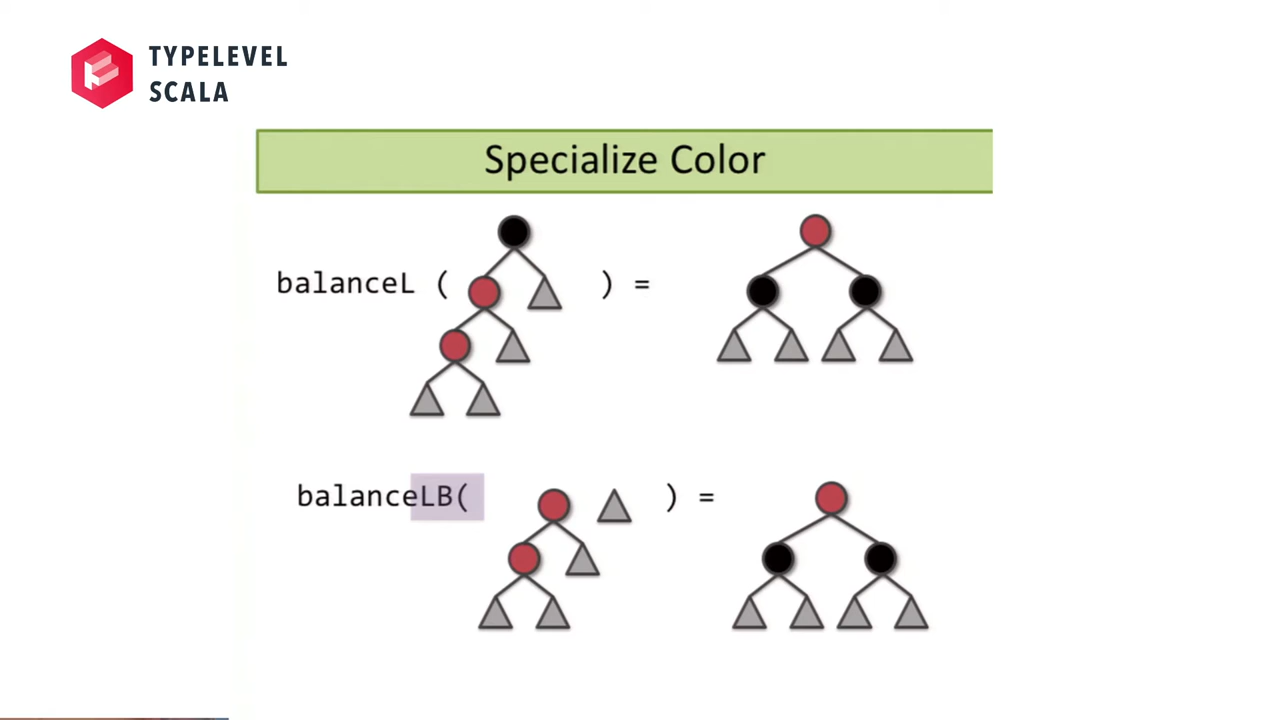 TYPELEVEL
SCALA
Specialize Color
balanceL ( ) =
balanceLB( ) =